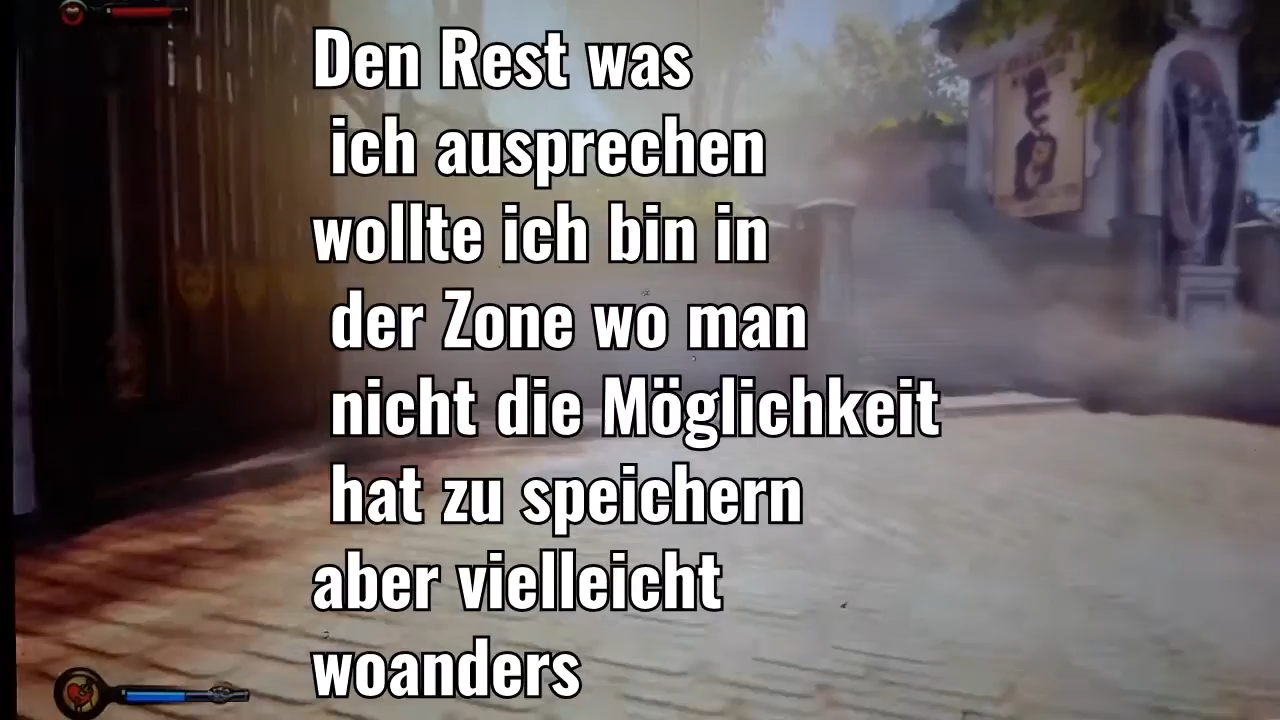 Den Rest was
ich ausprechen
wollte ich bin in
der Zone wo man
nicht die Möglichkeit
hat zu speichern
aber vielleicht
woanders